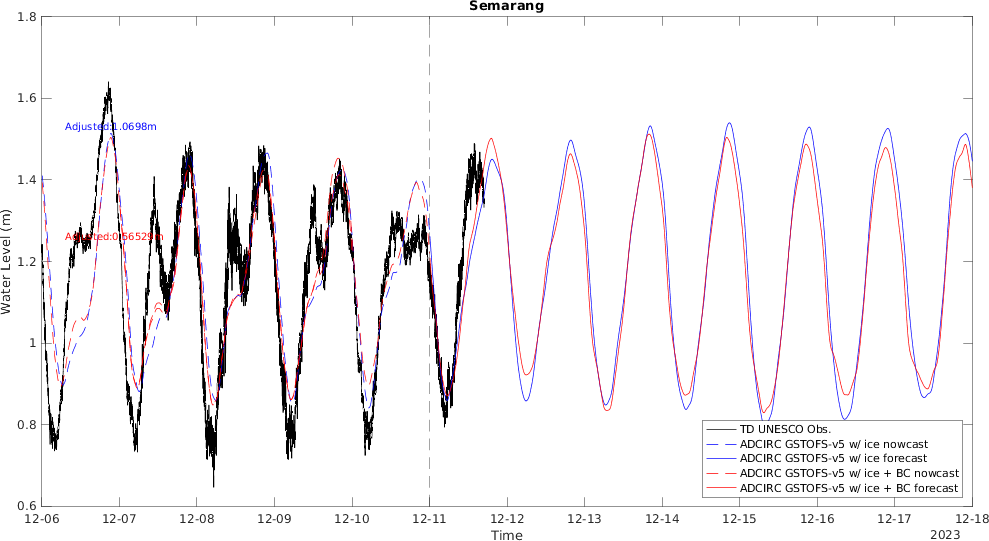 Semarang
1.8
1.6
1.4
1.2
1
0.8
0.6
Water Level (m)
Adjusted:1.0698m
Adjusted:0.56529m
TD UNESCO Obs.
ADCIRC GSTOFS-v5 w/ ice nowcast
ADCIRC GSTOFS-v5 w/ ice forecast
ADCIRC GSTOFS-v5 w/ ice + BC nowcast
ADCIRC GSTOFS-v5 w/ ice + BC forecast
12-06 12-07 12-08 12-09 12-10 12-11 12-12 12-13 12-14 12-15 12-16 12-17 12-18
Time
2023